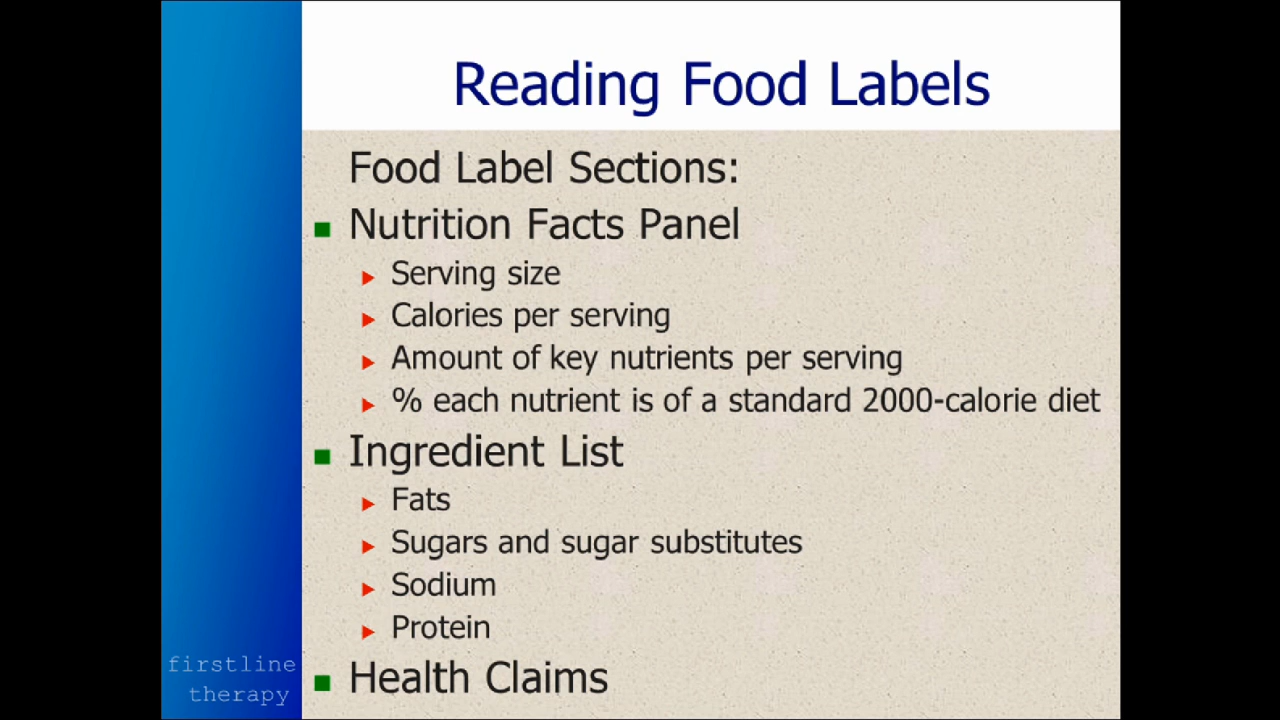 Reading Food Labels
Food Label Sections:
Nutrition Facts Panel
Serving size
Calories per serving
Amount of key nutrients per serving
% each nutrient is of a standard 2000-calorie diet
Ingredient List
Fats
Sugars and sugar substitutes
Sodium
Protein
Health Claims
firstline
therapy